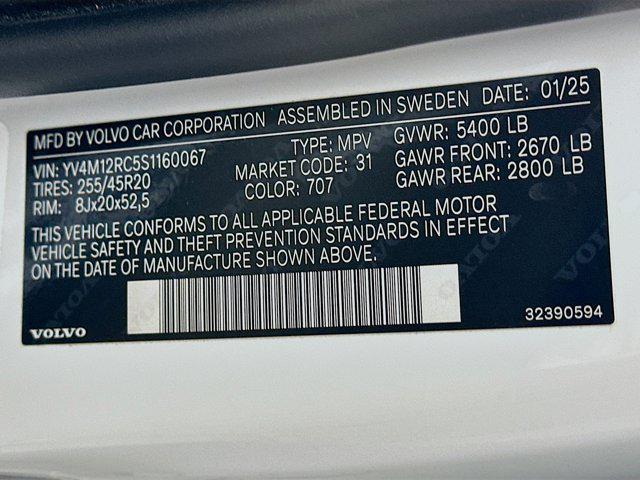 MFD BY VOLVO CAR CORPORATION ASSEMBLED IN SWEDEN DATE: 01/25
VIN: YV4M12RC5S1160067 TYPE: MPV GVWR: 5400 LB
TIRES: 255/45R20 MARKET CODE: 31 GAWR FRONT: 2670 LB
RIM: 8Jx20x52,5 COLOR: 707 GAWR REAR: 2800 LB
THIS VEHICLE CONFORMS TO ALL APPLICABLE FEDERAL MOTOR
VEHICLE SAFETY AND THEFT PREVENTION STANDARDS IN EFFECT
ON THE DATE OF MANUFACTURE SHOWN ABOVE.
VOLVO 32390594